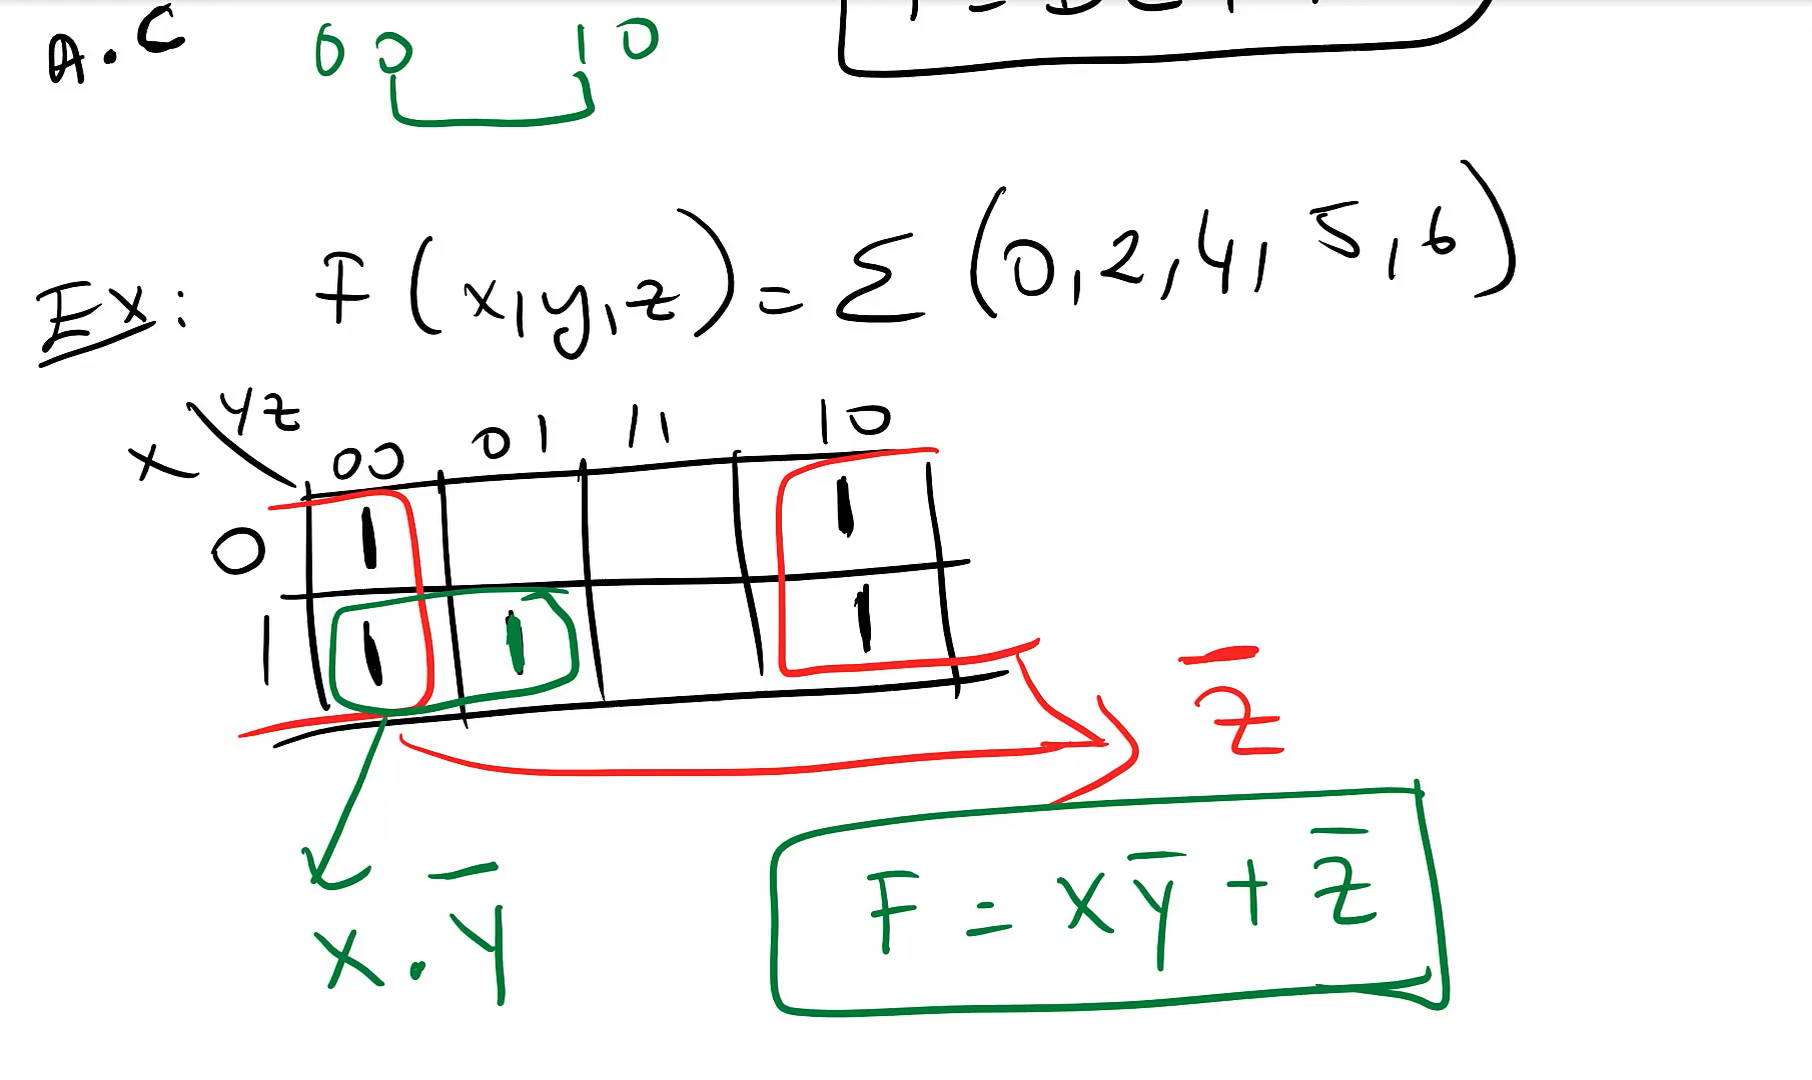 A.C 00 10
Ex: F(x,y,z) = Σ(0,2,4,5,6)
x \ yz 00 01 11 10
0 1 1
1 1 1 1
z̅
x.y̅
F = xy̅ + z̅